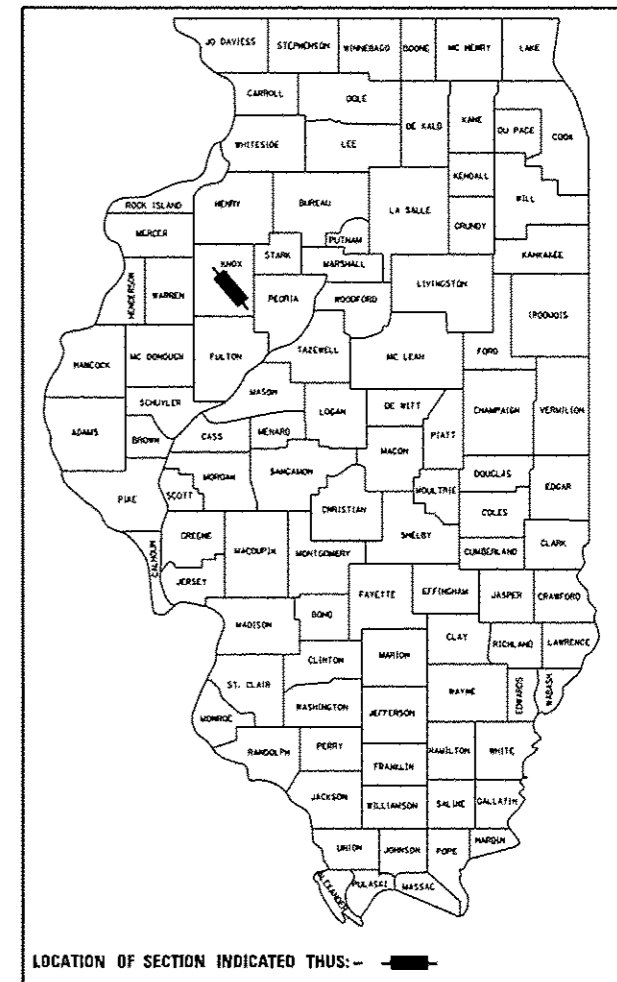 JO DAVIESS STEPHENSON WINNEBAGO BOONE MC HENRY LAKE
CARROLL OGLE DE KALB KANE DU PAGE COOK
WHITESIDE LEE KENDALL WILL
ROCK ISLAND HENRY BUREAU LA SALLE GRUNDY
MERCER PUTNAM KANKAKEE
HENDERSON WARREN KNOX STARK MARSHALL LIVINGSTON
PEORIA WOODFORD IROQUOIS
HANCOCK MC DONOUGH FULTON TAZEWELL MC LEAN FORD
SCHUYLER MASON LOGAN DE WITT CHAMPAIGN VERMILION
ADAMS BROWN CASS MENARD MACON PIATT
PIKE SCOTT MORGAN SANGAMON MOULTRIE DOUGLAS EDGAR
CHRISTIAN COLES
CALHOUN GREENE MACOUPIN MONTGOMERY SHELBY CUMBERLAND CLARK
JERSEY FAYETTE EFFINGHAM JASPER CRAWFORD
MADISON BOND
CLINTON MARION CLAY RICHLAND LAWRENCE
ST. CLAIR WASHINGTON WAYNE EDWARDS WABASH
MONROE JEFFERSON
RANDOLPH PERRY HAMILTON WHITE
FRANKLIN
JACKSON WILLIAMSON SALINE GALLATIN
UNION JOHNSON POPE HARDIN
ALEXANDER PULASKI MASSAC
LOCATION OF SECTION INDICATED THUS:-